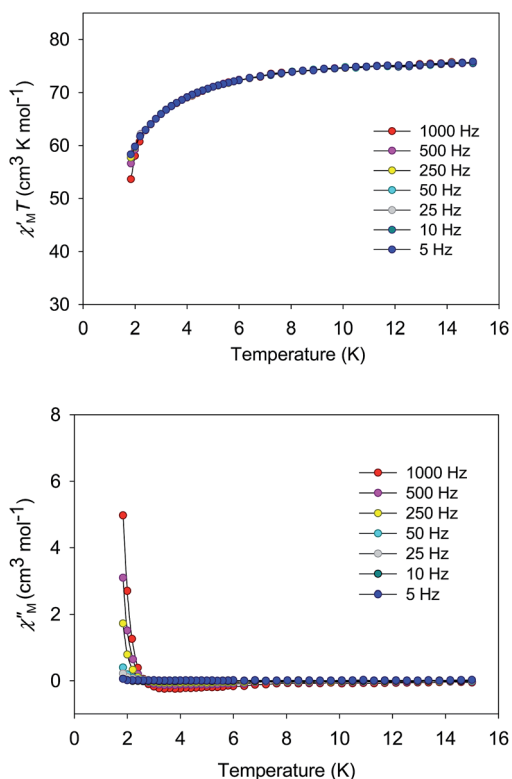 χ′MT (cm³ K mol⁻¹)
80
70
60
50
40
30
1000 Hz
500 Hz
250 Hz
50 Hz
25 Hz
10 Hz
5 Hz
0 2 4 6 8 10 12 14 16
Temperature (K)
χ″M (cm³ mol⁻¹)
8
6
4
2
0
1000 Hz
500 Hz
250 Hz
50 Hz
25 Hz
10 Hz
5 Hz
0 2 4 6 8 10 12 14 16
Temperature (K)